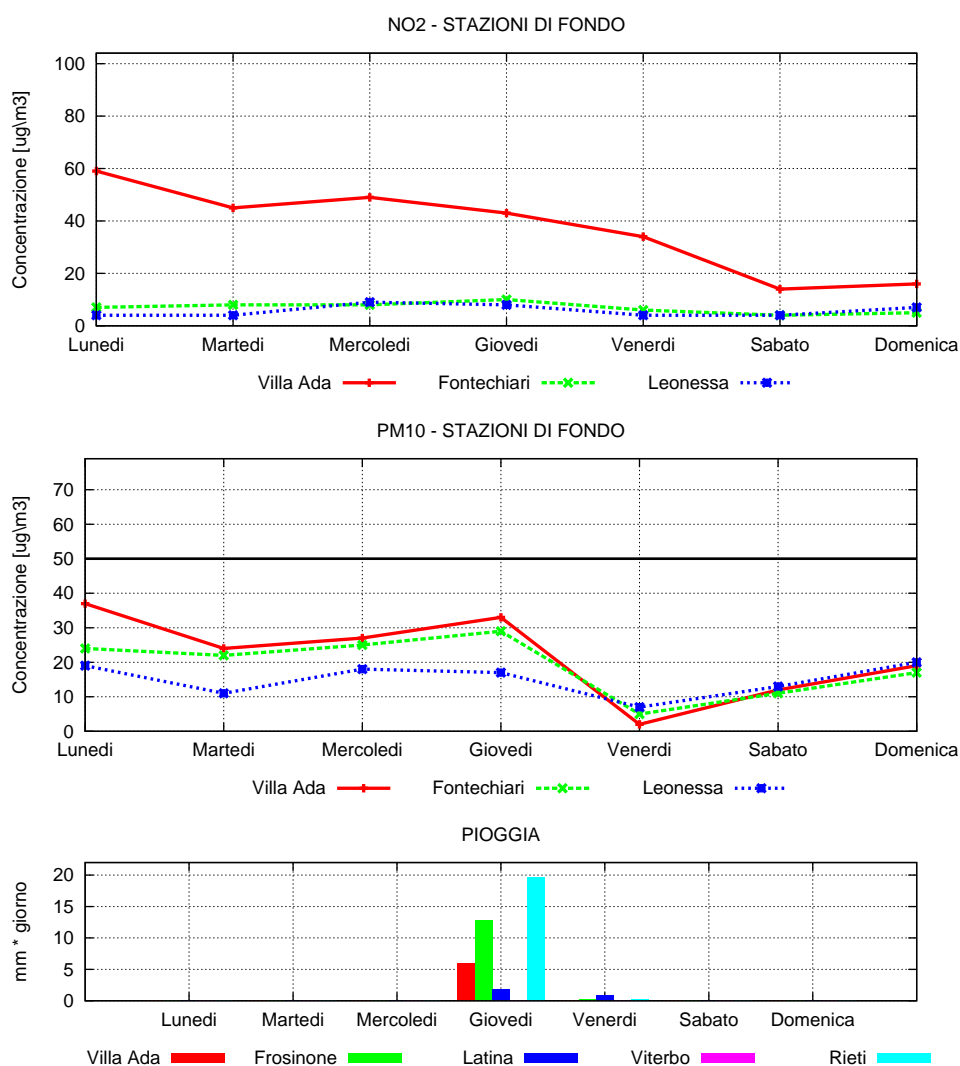 NO2 - STAZIONI DI FONDO
Concentrazione [ug\m3]
100
80
60
40
20
0
Lunedi Martedi Mercoledi Giovedi Venerdi Sabato Domenica
Villa Ada Fontechiari Leonessa
PM10 - STAZIONI DI FONDO
Concentrazione [ug\m3]
70
60
50
40
30
20
10
0
Lunedi Martedi Mercoledi Giovedi Venerdi Sabato Domenica
Villa Ada Fontechiari Leonessa
PIOGGIA
mm * giorno
20
15
10
5
0
Lunedi Martedi Mercoledi Giovedi Venerdi Sabato Domenica
Villa Ada Frosinone Latina Viterbo Rieti